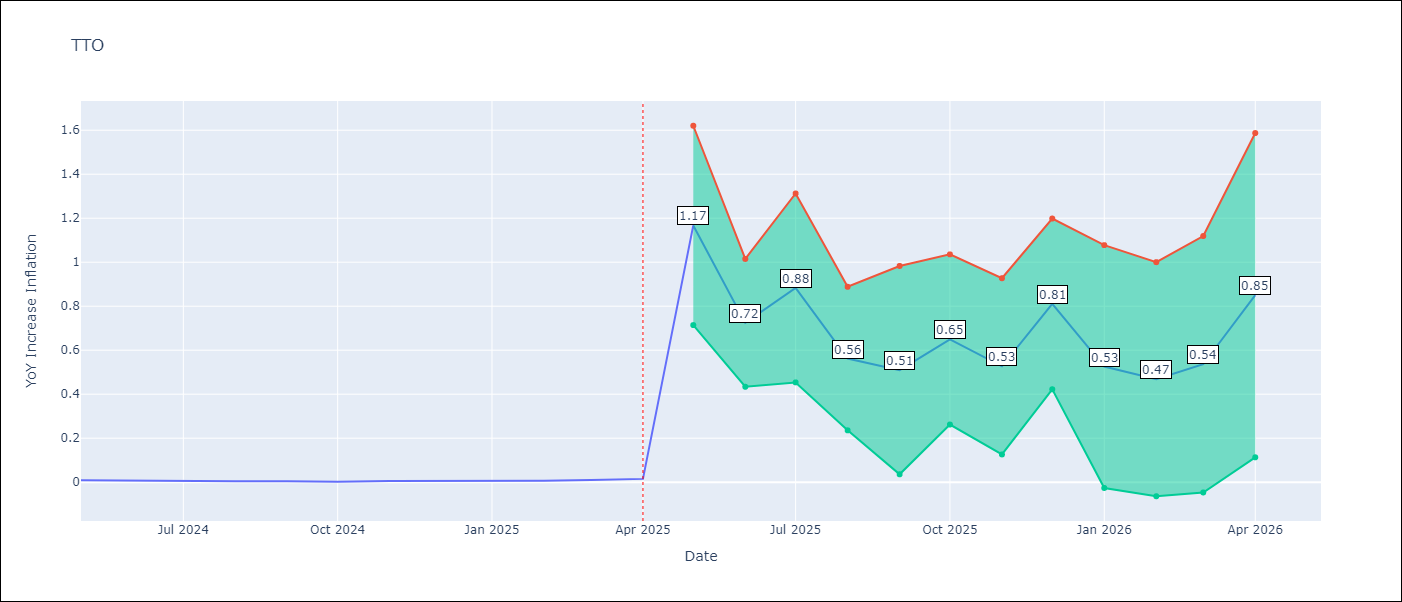 TTO
YoY Increase Inflation
1.6
1.4
1.2
1
0.8
0.6
0.4
0.2
0
1.17
0.72
0.88
0.56
0.51
0.65
0.53
0.81
0.53
0.47
0.54
0.85
Jul 2024
Oct 2024
Jan 2025
Apr 2025
Jul 2025
Oct 2025
Jan 2026
Apr 2026
Date